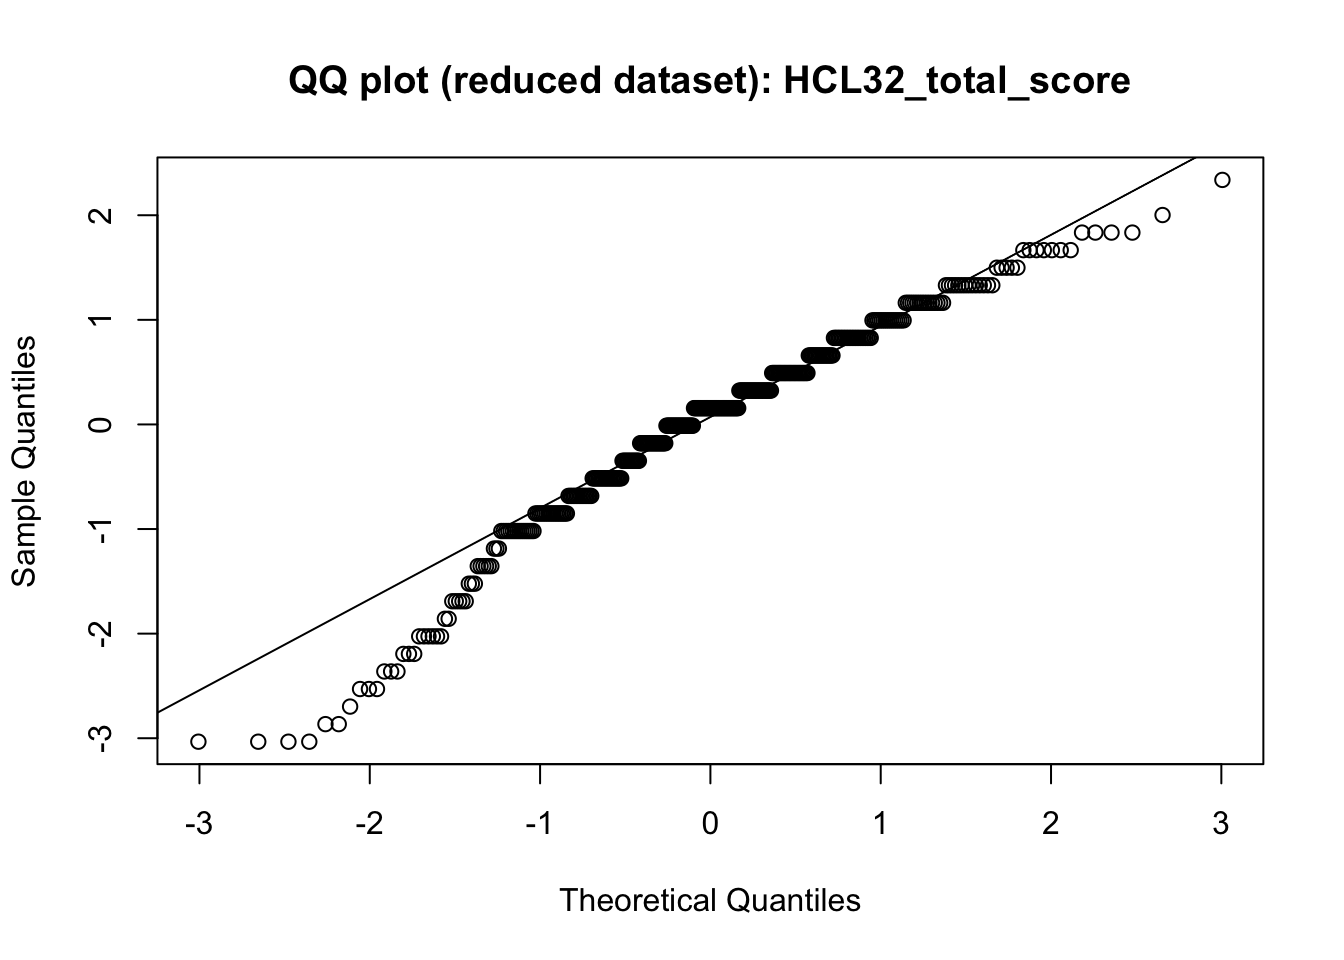 QQ plot (reduced dataset): HCL32_total_score
2
1
0
-1
-2
-3
Sample Quantiles
-3 -2 -1 0 1 2 3
Theoretical Quantiles